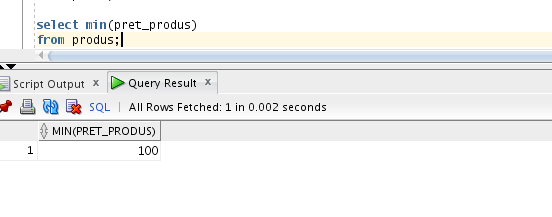 select min(pret_produs)
from produs;
Script Output x Query Result x
SQL | All Rows Fetched: 1 in 0.002 seconds
MIN(PRET_PRODUS)
1 100